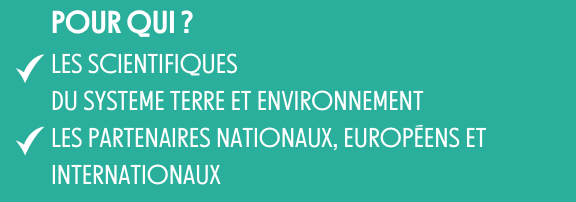 POUR QUI ?
LES SCIENTIFIQUES
DU SYSTEME TERRE ET ENVIRONNEMENT
LES PARTENAIRES NATIONAUX, EUROPÉENS ET
INTERNATIONAUX